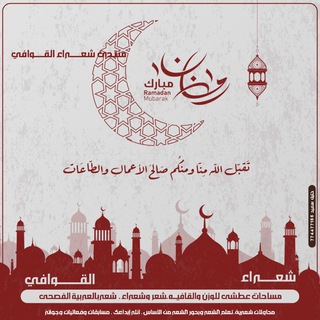 منتدى شعراء القوافي
رمضان
مبارك
Ramadan
Mubarak
تقبل الله منا ومنكم صالح الأعمال والطاعات
شعراء القوافي
مساحات عطشى للوزن والقافيه.شعر وشعراء . شعر بالعربية الفصحى
محاولات شعرية. تعلم الشعر وبحور الشعر من الأساس . انثر إبداعك . مسابقات وفعاليات وجوائز